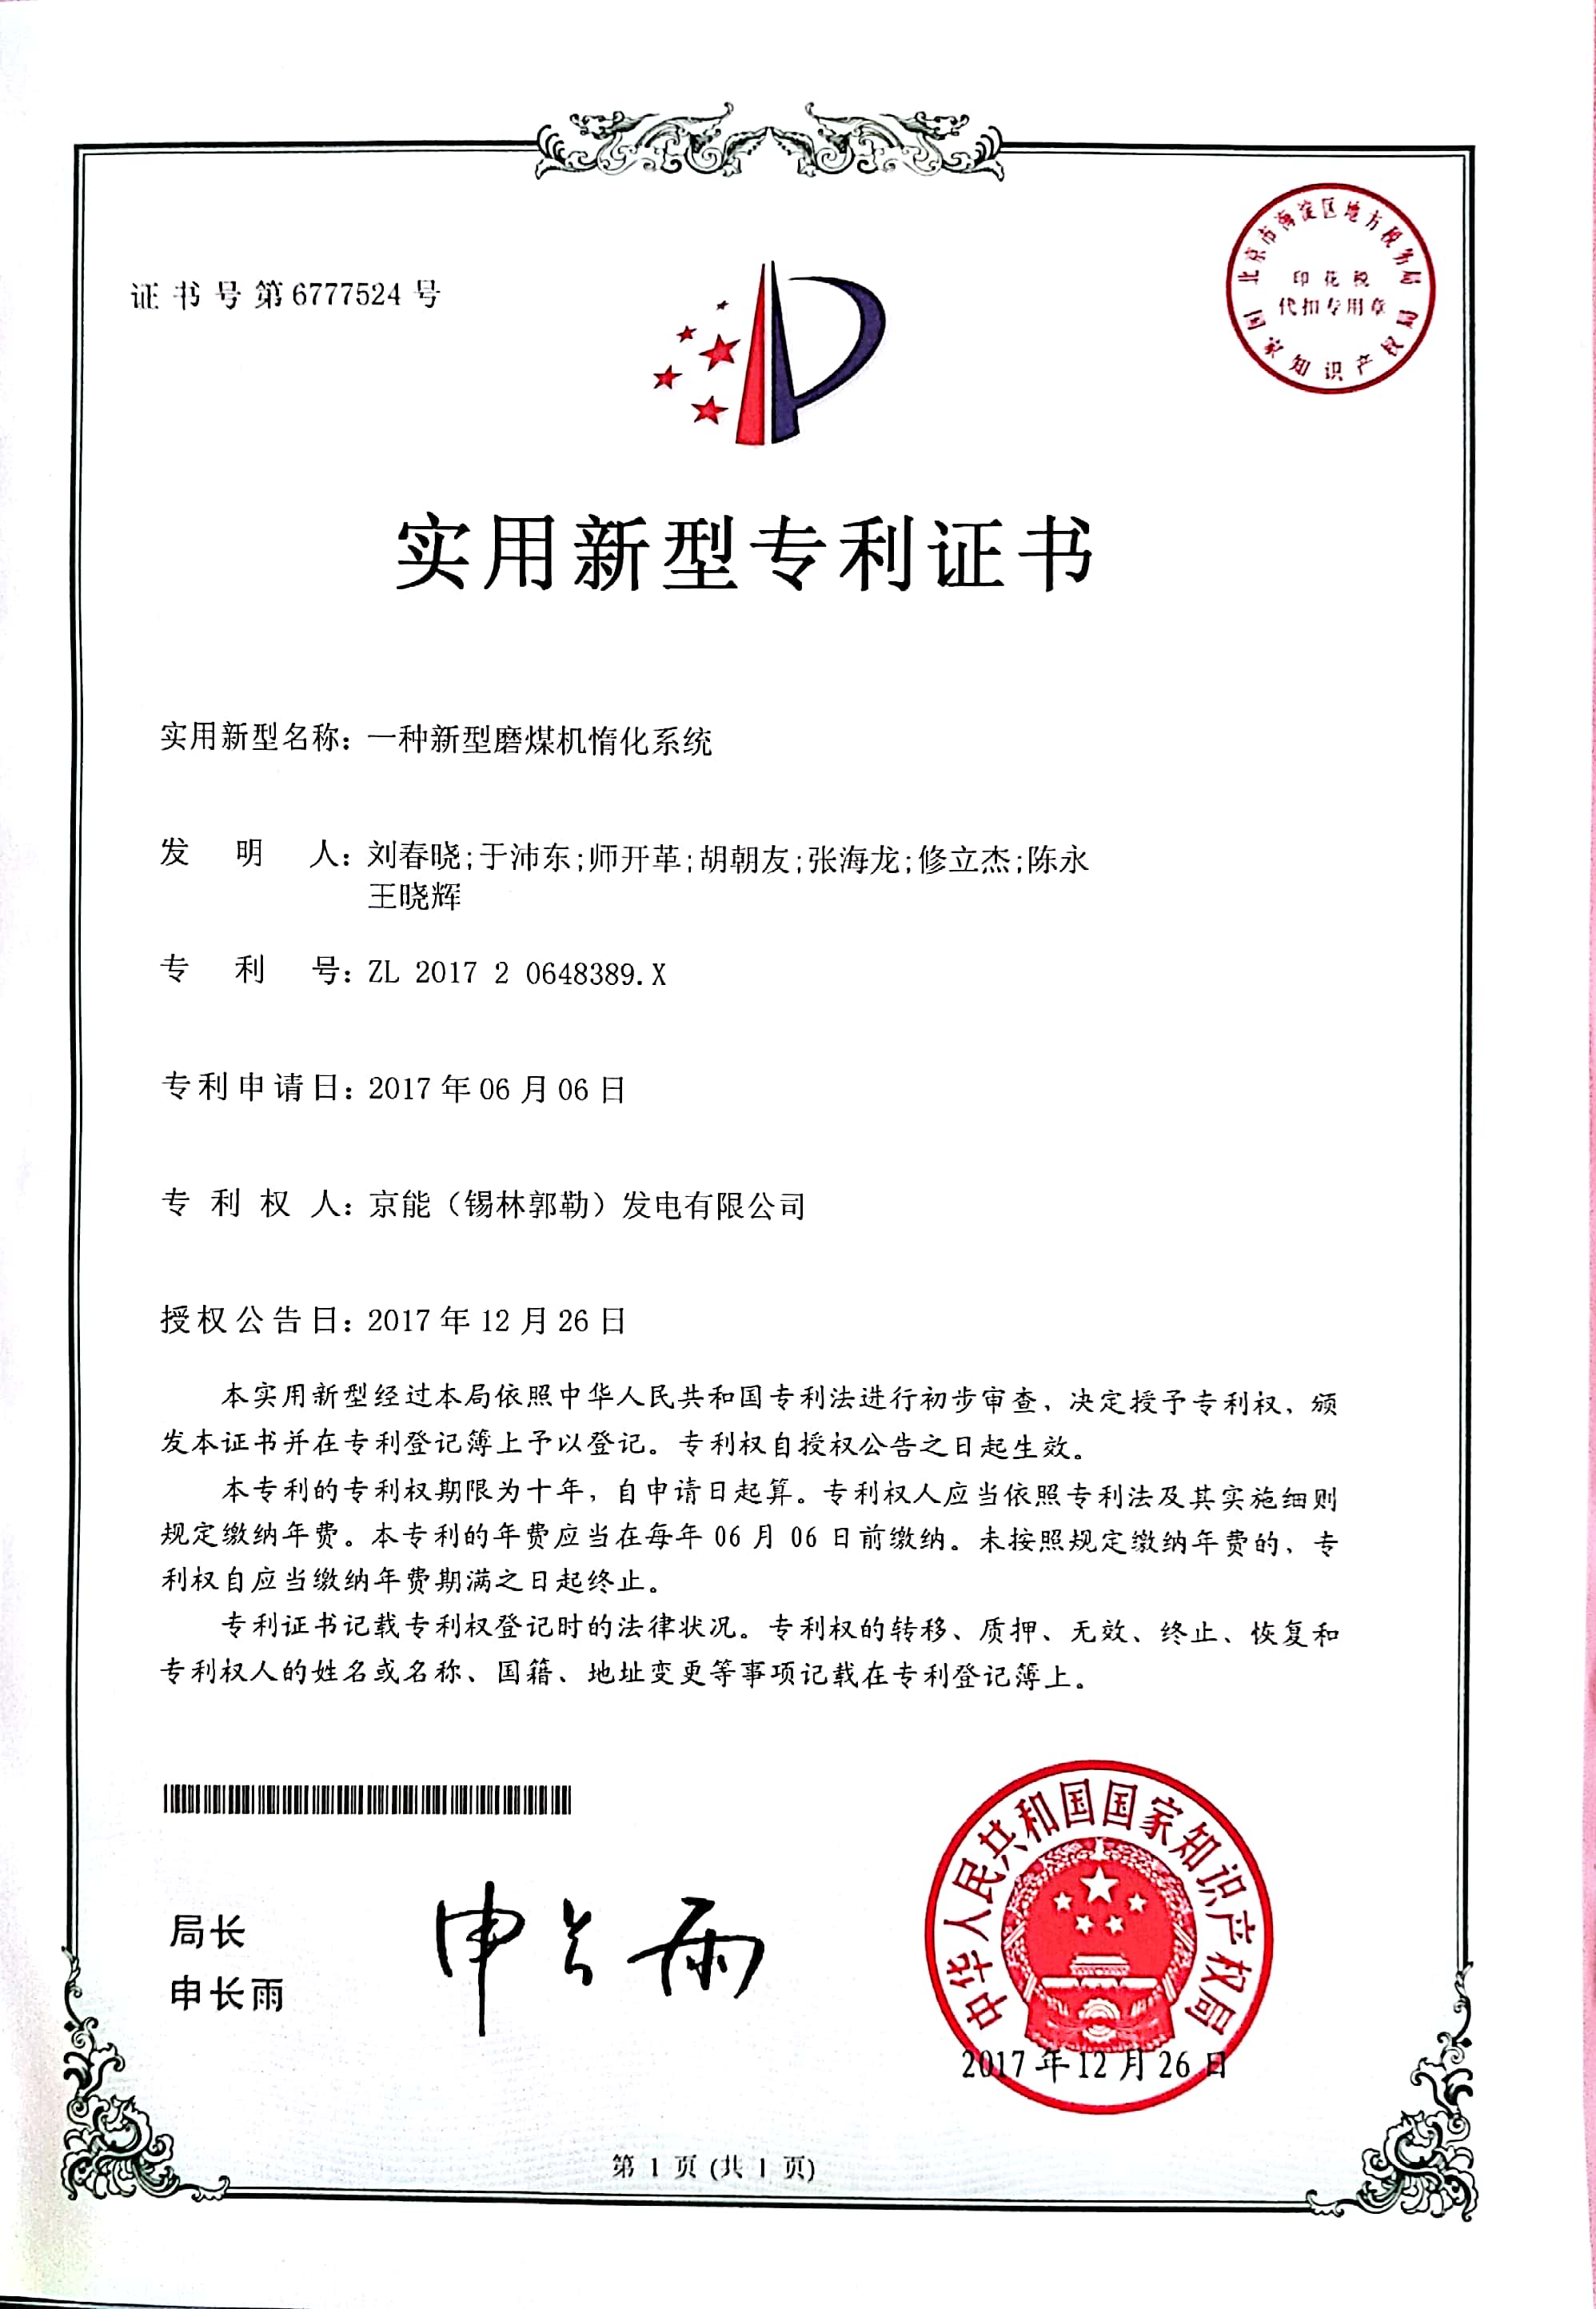 证书号第6777524号
北京市海淀区地方税务局
印花税
代扣专用章
国家知识产权局
实用新型专利证书
实用新型名称：一种新型磨煤机惰化系统
发明人：刘春晓;于沛东;师开革;胡朝友;张海龙;修立杰;陈永
王晓辉
专利号：ZL 2017 2 0648389.X
专利申请日：2017年06月06日
专利权人：京能（锡林郭勒）发电有限公司
授权公告日：2017年12月26日
本实用新型经过本局依照中华人民共和国专利法进行初步审查，决定授予专利权，颁
发本证书并在专利登记簿上予以登记。专利权自授权公告之日起生效。
本专利的专利权期限为十年，自申请日起算。专利权人应当依照专利法及其实施细则
规定缴纳年费。本专利的年费应当在每年06月06日前缴纳。未按照规定缴纳年费的，专
利权自应当缴纳年费期满之日起终止。
专利证书记载专利权登记时的法律状况。专利权的转移、质押、无效、终止、恢复和
专利权人的姓名或名称、国籍、地址变更等事项记载在专利登记簿上。
局长
申长雨
申长雨
中华人民共和国国家知识产权局
2017年12月26日
第1页(共1页)